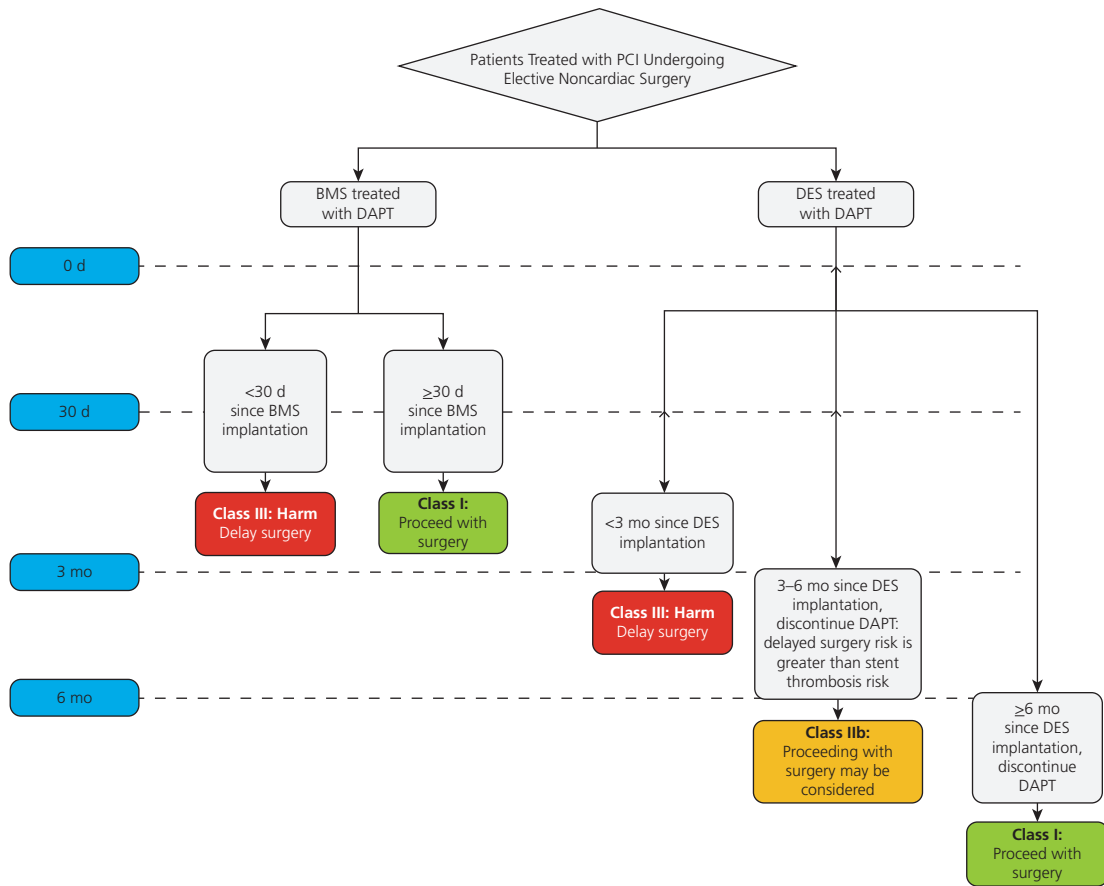 Patients Treated with PCI Undergoing
Elective Noncardiac Surgery
BMS treated
with DAPT
DES treated
with DAPT
0 d
<30 d
since BMS
implantation
≥30 d
since BMS
implantation
30 d
Class III: Harm
Delay surgery
Class I:
Proceed with
surgery
<3 mo since DES
implantation
3 mo
Class III: Harm
Delay surgery
3–6 mo since DES
implantation,
discontinue DAPT:
delayed surgery risk is
greater than stent
thrombosis risk
6 mo
≥6 mo
since DES
implantation,
discontinue
DAPT
Class IIb:
Proceeding with
surgery may be
considered
Class I:
Proceed with
surgery